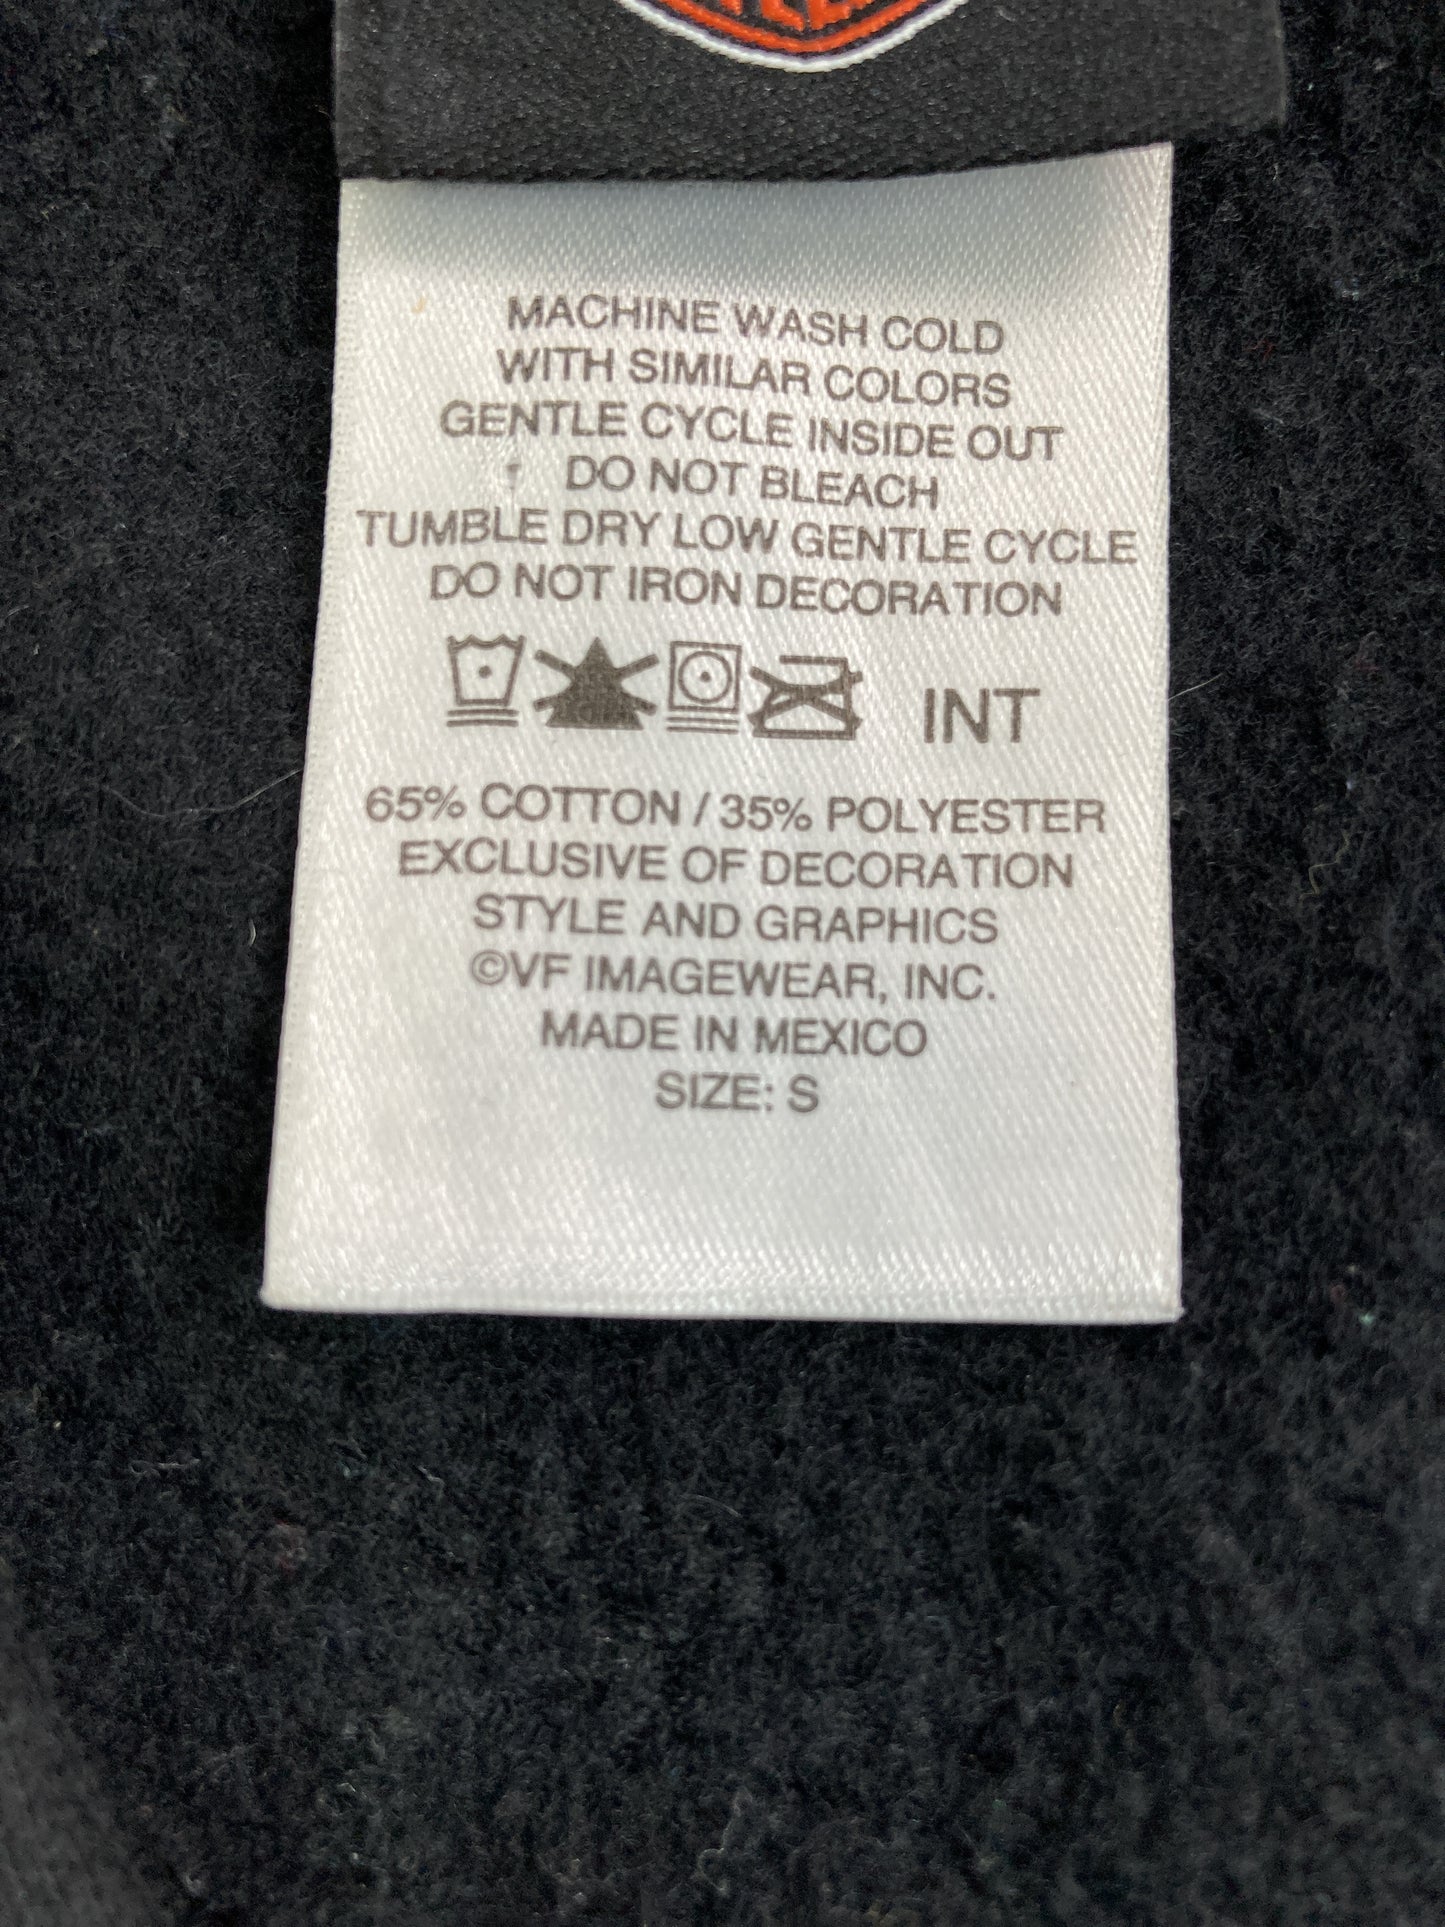 MACHINE WASH COLD
WITH SIMILAR COLORS
GENTLE CYCLE INSIDE OUT
DO NOT BLEACH
TUMBLE DRY LOW GENTLE CYCLE
DO NOT IRON DECORATION
INT
65% COTTON / 35% POLYESTER
EXCLUSIVE OF DECORATION
STYLE AND GRAPHICS
©VF IMAGEWEAR, INC.
MADE IN MEXICO
SIZE: S